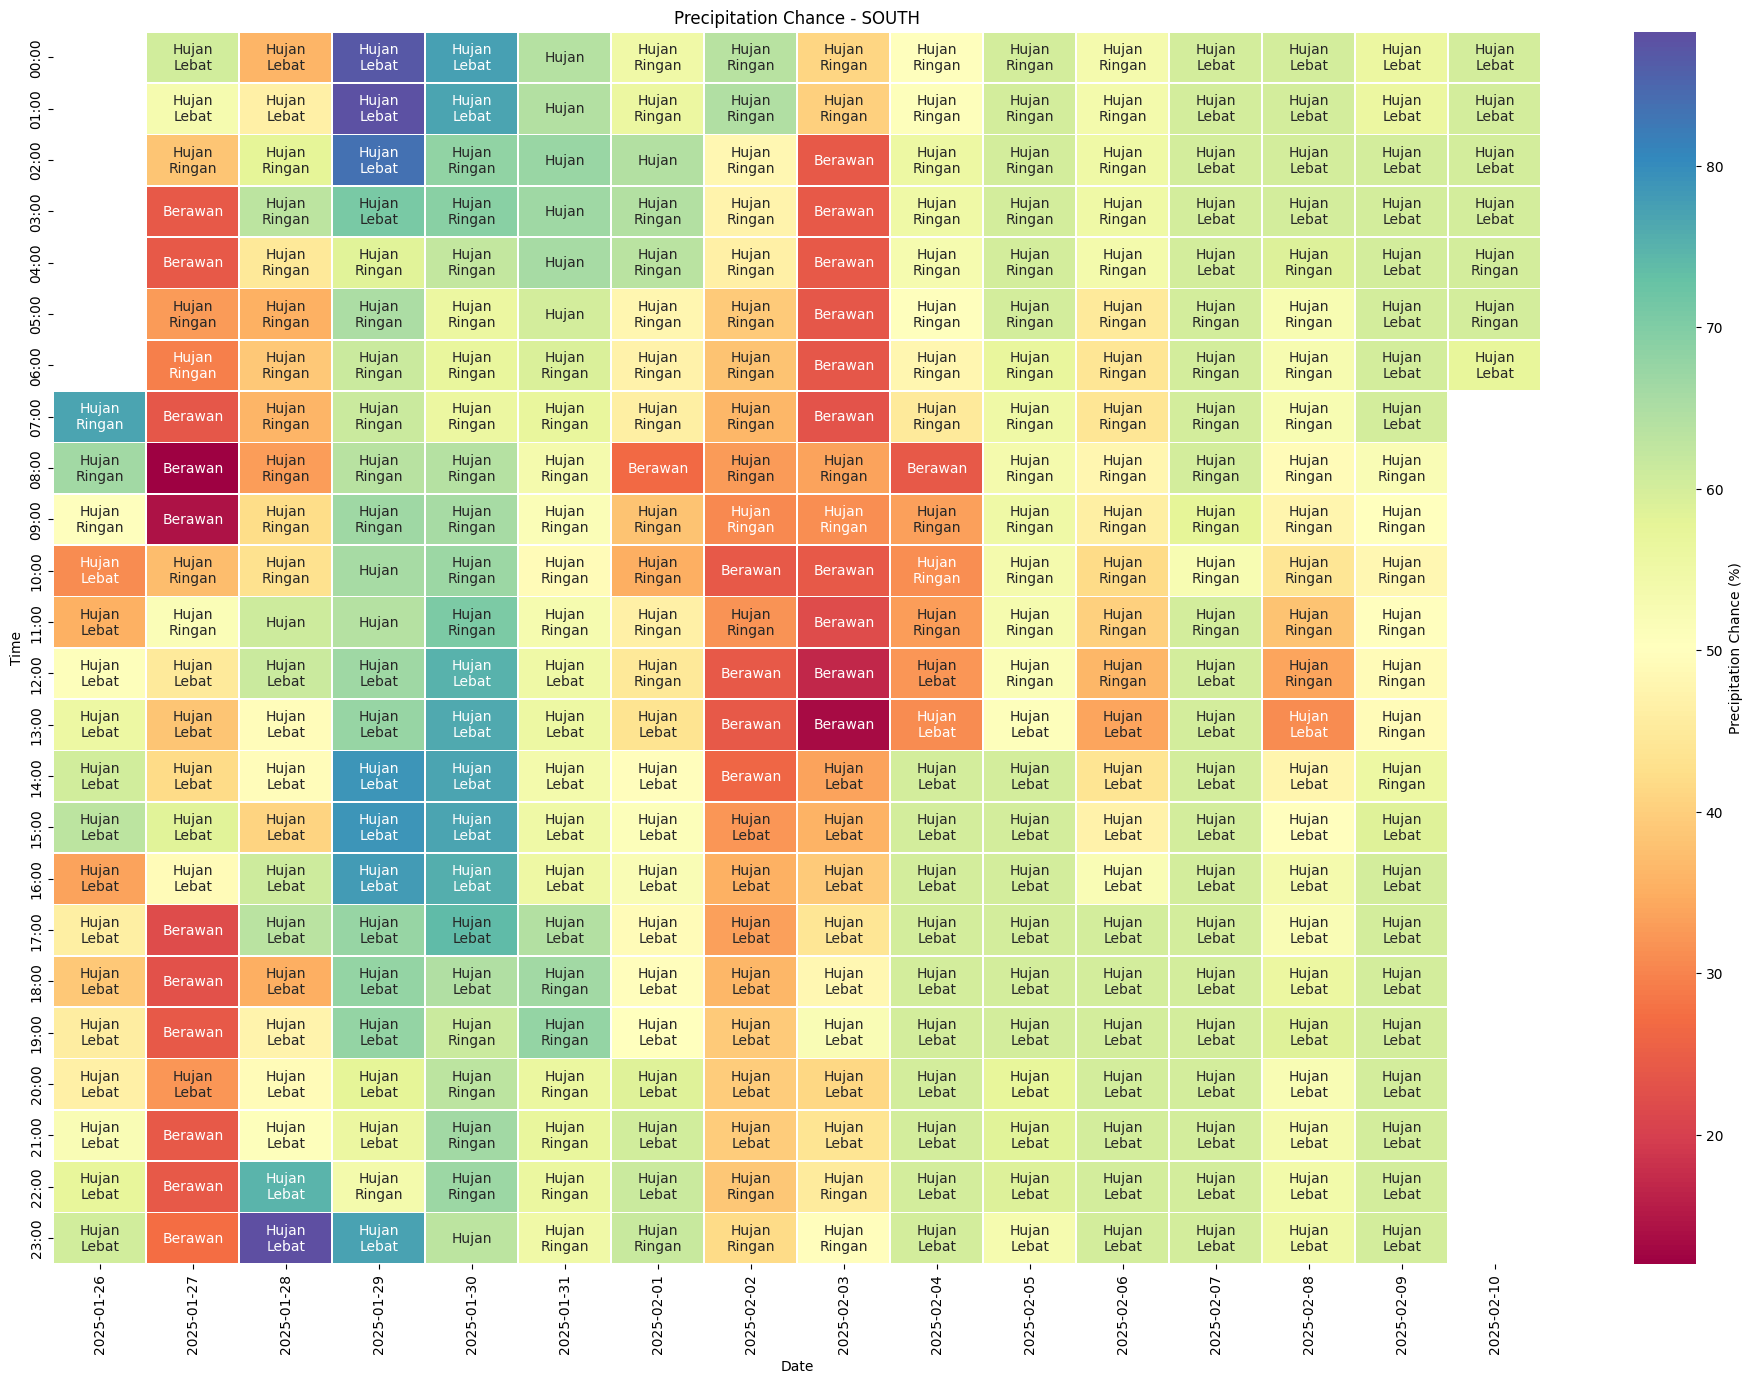 Precipitation Chance - SOUTH
00:00 Hujan Lebat Hujan Lebat Hujan Lebat Hujan Lebat Hujan Hujan Ringan Hujan Ringan Hujan Ringan Hujan Ringan Hujan Ringan Hujan Ringan Hujan Lebat Hujan Lebat Hujan Lebat Hujan Lebat
01:00 Hujan Lebat Hujan Lebat Hujan Lebat Hujan Lebat Hujan Hujan Ringan Hujan Ringan Hujan Ringan Hujan Ringan Hujan Ringan Hujan Ringan Hujan Lebat Hujan Lebat Hujan Lebat Hujan Lebat
02:00 Hujan Ringan Hujan Ringan Hujan Lebat Hujan Ringan Hujan Hujan Hujan Ringan Berawan Hujan Ringan Hujan Ringan Hujan Ringan Hujan Lebat Hujan Lebat Hujan Lebat Hujan Lebat
03:00 Berawan Hujan Ringan Hujan Lebat Hujan Ringan Hujan Hujan Ringan Hujan Ringan Berawan Hujan Ringan Hujan Ringan Hujan Ringan Hujan Lebat Hujan Lebat Hujan Lebat Hujan Lebat
04:00 Berawan Hujan Ringan Hujan Ringan Hujan Ringan Hujan Hujan Ringan Hujan Ringan Berawan Hujan Ringan Hujan Ringan Hujan Ringan Hujan Lebat Hujan Ringan Hujan Lebat Hujan Ringan
05:00 Hujan Ringan Hujan Ringan Hujan Ringan Hujan Ringan Hujan Hujan Ringan Hujan Ringan Berawan Hujan Ringan Hujan Ringan Hujan Ringan Hujan Ringan Hujan Ringan Hujan Lebat Hujan Ringan
06:00 Hujan Ringan Hujan Ringan Hujan Ringan Hujan Ringan Hujan Ringan Hujan Ringan Hujan Ringan Berawan Hujan Ringan Hujan Ringan Hujan Ringan Hujan Ringan Hujan Ringan Hujan Lebat Hujan Lebat
07:00 Hujan Ringan Berawan Hujan Ringan Hujan Ringan Hujan Ringan Hujan Ringan Hujan Ringan Hujan Ringan Berawan Hujan Ringan Hujan Ringan Hujan Ringan Hujan Ringan Hujan Ringan Hujan Lebat
08:00 Hujan Ringan Berawan Hujan Ringan Hujan Ringan Hujan Ringan Hujan Ringan Berawan Hujan Ringan Hujan Ringan Berawan Hujan Ringan Hujan Ringan Hujan Ringan Hujan Ringan Hujan Ringan
09:00 Hujan Ringan Berawan Hujan Ringan Hujan Ringan Hujan Ringan Hujan Ringan Hujan Ringan Hujan Ringan Hujan Ringan Hujan Ringan Hujan Ringan Hujan Ringan Hujan Ringan Hujan Ringan Hujan Ringan
10:00 Hujan Lebat Hujan Ringan Hujan Ringan Hujan Hujan Ringan Hujan Ringan Hujan Ringan Berawan Berawan Hujan Ringan Hujan Ringan Hujan Ringan Hujan Ringan Hujan Ringan Hujan Ringan
11:00 Hujan Lebat Hujan Ringan Hujan Hujan Hujan Ringan Hujan Ringan Hujan Ringan Hujan Ringan Berawan Hujan Ringan Hujan Ringan Hujan Ringan Hujan Ringan Hujan Ringan Hujan Ringan
12:00 Hujan Lebat Hujan Lebat Hujan Lebat Hujan Lebat Hujan Lebat Hujan Lebat Hujan Ringan Berawan Berawan Hujan Lebat Hujan Ringan Hujan Ringan Hujan Lebat Hujan Ringan Hujan Ringan
13:00 Hujan Lebat Hujan Lebat Hujan Lebat Hujan Lebat Hujan Lebat Hujan Lebat Hujan Lebat Berawan Berawan Hujan Lebat Hujan Lebat Hujan Lebat Hujan Lebat Hujan Lebat Hujan Ringan
14:00 Hujan Lebat Hujan Lebat Hujan Lebat Hujan Lebat Hujan Lebat Hujan Lebat Hujan Lebat Berawan Hujan Lebat Hujan Lebat Hujan Lebat Hujan Lebat Hujan Lebat Hujan Lebat Hujan Ringan
15:00 Hujan Lebat Hujan Lebat Hujan Lebat Hujan Lebat Hujan Lebat Hujan Lebat Hujan Lebat Hujan Lebat Hujan Lebat Hujan Lebat Hujan Lebat Hujan Lebat Hujan Lebat Hujan Lebat Hujan Lebat
16:00 Hujan Lebat Hujan Lebat Hujan Lebat Hujan Lebat Hujan Lebat Hujan Lebat Hujan Lebat Hujan Lebat Hujan Lebat Hujan Lebat Hujan Lebat Hujan Lebat Hujan Lebat Hujan Lebat Hujan Lebat
17:00 Hujan Lebat Berawan Hujan Lebat Hujan Lebat Hujan Lebat Hujan Lebat Hujan Lebat Hujan Lebat Hujan Lebat Hujan Lebat Hujan Lebat Hujan Lebat Hujan Lebat Hujan Lebat Hujan Lebat
18:00 Hujan Lebat Berawan Hujan Lebat Hujan Lebat Hujan Lebat Hujan Ringan Hujan Lebat Hujan Lebat Hujan Lebat Hujan Lebat Hujan Lebat Hujan Lebat Hujan Lebat Hujan Lebat Hujan Lebat
19:00 Hujan Lebat Berawan Hujan Lebat Hujan Lebat Hujan Ringan Hujan Ringan Hujan Lebat Hujan Lebat Hujan Lebat Hujan Lebat Hujan Lebat Hujan Lebat Hujan Lebat Hujan Lebat Hujan Lebat
20:00 Hujan Lebat Hujan Lebat Hujan Lebat Hujan Lebat Hujan Ringan Hujan Ringan Hujan Lebat Hujan Lebat Hujan Lebat Hujan Lebat Hujan Lebat Hujan Lebat Hujan Lebat Hujan Lebat Hujan Lebat
21:00 Hujan Lebat Berawan Hujan Lebat Hujan Lebat Hujan Ringan Hujan Ringan Hujan Lebat Hujan Lebat Hujan Lebat Hujan Lebat Hujan Lebat Hujan Lebat Hujan Lebat Hujan Lebat Hujan Lebat
22:00 Hujan Lebat Berawan Hujan Lebat Hujan Ringan Hujan Ringan Hujan Ringan Hujan Lebat Hujan Ringan Hujan Ringan Hujan Lebat Hujan Lebat Hujan Lebat Hujan Lebat Hujan Lebat Hujan Lebat
23:00 Hujan Lebat Berawan Hujan Lebat Hujan Lebat Hujan Hujan Ringan Hujan Ringan Hujan Ringan Hujan Ringan Hujan Lebat Hujan Lebat Hujan Lebat Hujan Lebat Hujan Lebat Hujan Lebat
Time
2025-01-26 2025-01-27 2025-01-28 2025-01-29 2025-01-30 2025-01-31 2025-02-01 2025-02-02 2025-02-03 2025-02-04 2025-02-05 2025-02-06 2025-02-07 2025-02-08 2025-02-09 2025-02-10
Date
80
70
60
50
40
30
20
Precipitation Chance (%)